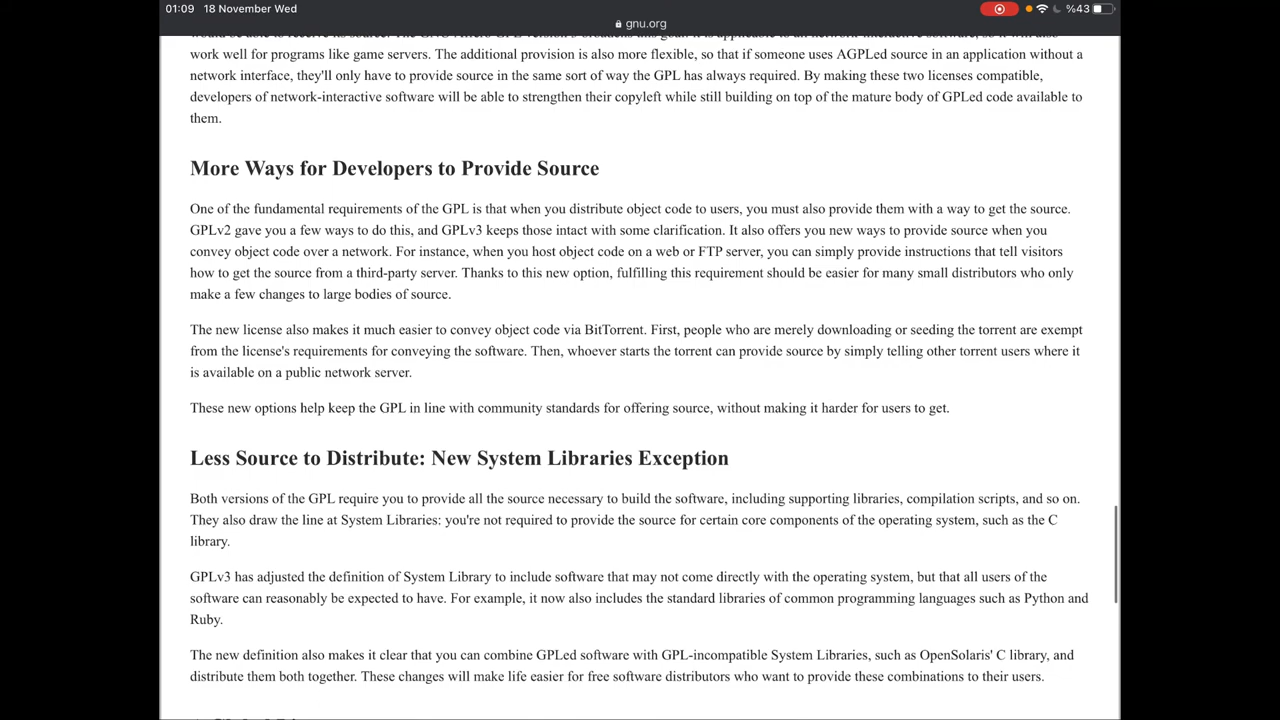 01:09 18 November Wed
%43
gnu.org
work well for programs like game servers. The additional provision is also more flexible, so that if someone uses AGPLed source in an application without a
network interface, they'll only have to provide source in the same sort of way the GPL has always required. By making these two licenses compatible,
developers of network-interactive software will be able to strengthen their copyleft while still building on top of the mature body of GPLed code available to
them.
More Ways for Developers to Provide Source
One of the fundamental requirements of the GPL is that when you distribute object code to users, you must also provide them with a way to get the source.
GPLv2 gave you a few ways to do this, and GPLv3 keeps those intact with some clarification. It also offers you new ways to provide source when you
convey object code over a network. For instance, when you host object code on a web or FTP server, you can simply provide instructions that tell visitors
how to get the source from a third-party server. Thanks to this new option, fulfilling this requirement should be easier for many small distributors who only
make a few changes to large bodies of source.
The new license also makes it much easier to convey object code via BitTorrent. First, people who are merely downloading or seeding the torrent are exempt
from the license's requirements for conveying the software. Then, whoever starts the torrent can provide source by simply telling other torrent users where it
is available on a public network server.
These new options help keep the GPL in line with community standards for offering source, without making it harder for users to get.
Less Source to Distribute: New System Libraries Exception
Both versions of the GPL require you to provide all the source necessary to build the software, including supporting libraries, compilation scripts, and so on.
They also draw the line at System Libraries: you're not required to provide the source for certain core components of the operating system, such as the C
library.
GPLv3 has adjusted the definition of System Library to include software that may not come directly with the operating system, but that all users of the
software can reasonably be expected to have. For example, it now also includes the standard libraries of common programming languages such as Python and
Ruby.
The new definition also makes it clear that you can combine GPLed software with GPL-incompatible System Libraries, such as OpenSolaris' C library, and
distribute them both together. These changes will make life easier for free software distributors who want to provide these combinations to their users.